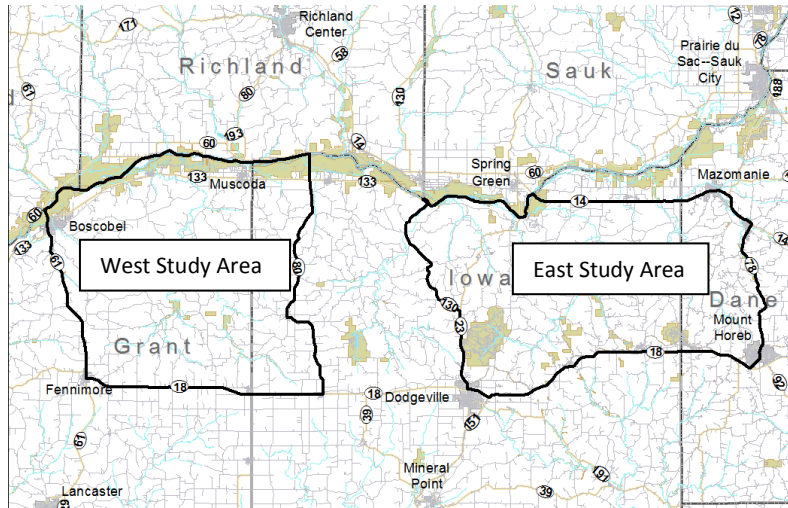 171
Richland
Center
12
78
Prairie du
Sac--Sauk
City
58
Richland
Sauk
61
80
130
188
d
193
60
14
133
Muscoda
133
Spring
Green
60
Mazomanie
14
60
Boscobel
133
14
61
West Study Area
80
Iowa
East Study Area
78
Dane
130
23
Mount
Horeb
Grant
18
Fennimore
18
18
Dodgeville
92
39
151
61
Mineral
Point
191
39
Lancaster